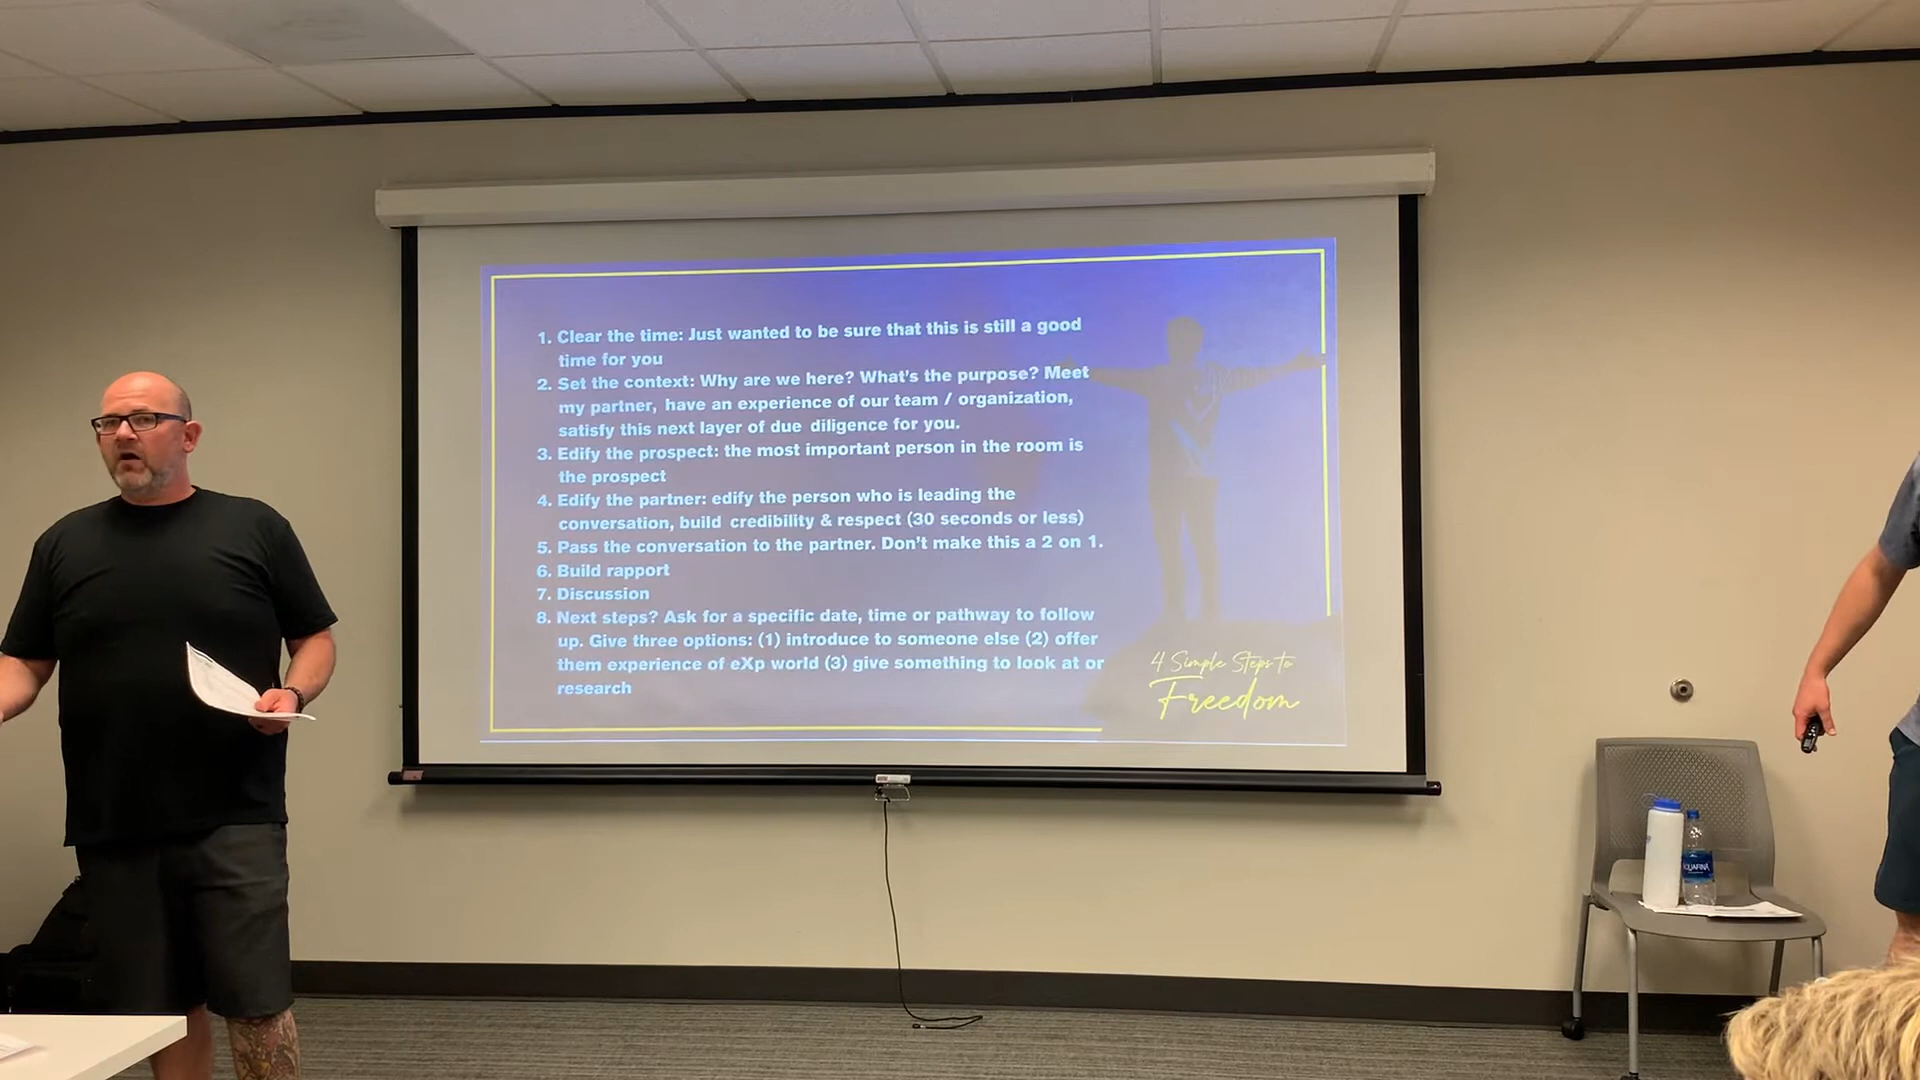 1. Clear the time: Just wanted to be sure that this is still a good
time for you
2. Set the context: Why are we here? What's the purpose? Meet
my partner, have an experience of our team / organization,
satisfy this next layer of due diligence for you.
3. Edify the prospect: the most important person in the room is
the prospect
4. Edify the partner: edify the person who is leading the
conversation, build credibility & respect (30 seconds or less)
5. Pass the conversation to the partner. Don't make this a 2 on 1.
6. Build rapport
7. Discussion
8. Next steps? Ask for a specific date, time or pathway to follow
up. Give three options: (1) introduce to someone else (2) offer
them experience of eXp world (3) give something to look at or
research
4 Simple Steps to
Freedom
AQUAFINA